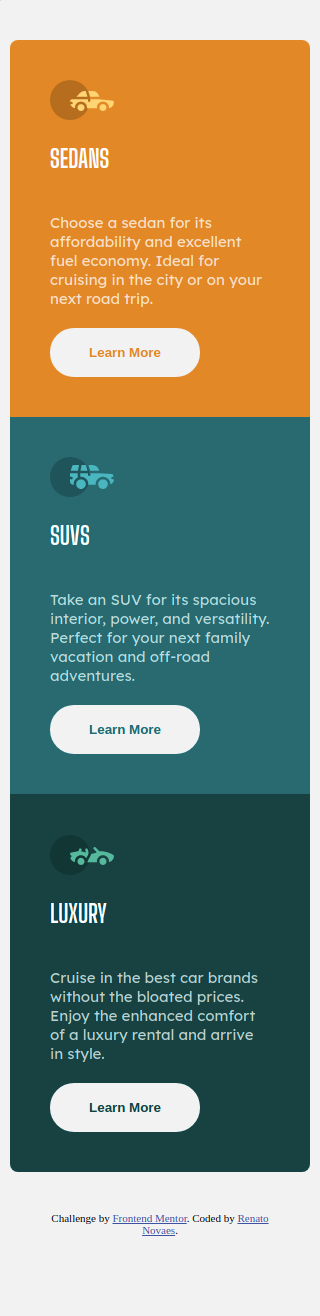 SEDANS
Choose a sedan for its
affordability and excellent
fuel economy. Ideal for
cruising in the city or on your
next road trip.
Learn More
SUVS
Take an SUV for its spacious
interior, power, and versatility.
Perfect for your next family
vacation and off-road
adventures.
Learn More
LUXURY
Cruise in the best car brands
without the bloated prices.
Enjoy the enhanced comfort
of a luxury rental and arrive
in style.
Learn More
Challenge by Frontend Mentor. Coded by Renato
Novaes.